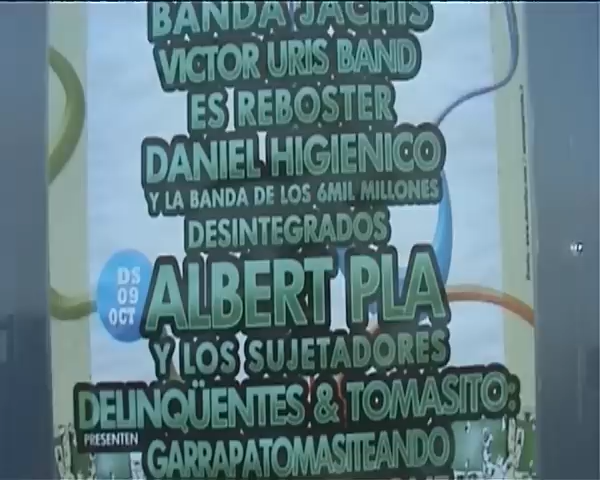 BANDA JACHIS
VICTOR URIS BAND
ES REBOSTER
DANIEL HIGIENICO
Y LA BANDA DE LOS 6MIL MILLONES
DESINTEGRADOS
DS
09
OCT
ALBERT PLA
Y LOS SUJETADORES
DELINQÜENTES & TOMASITO:
PRESENTEN
GARRAPATOMASITEANDO